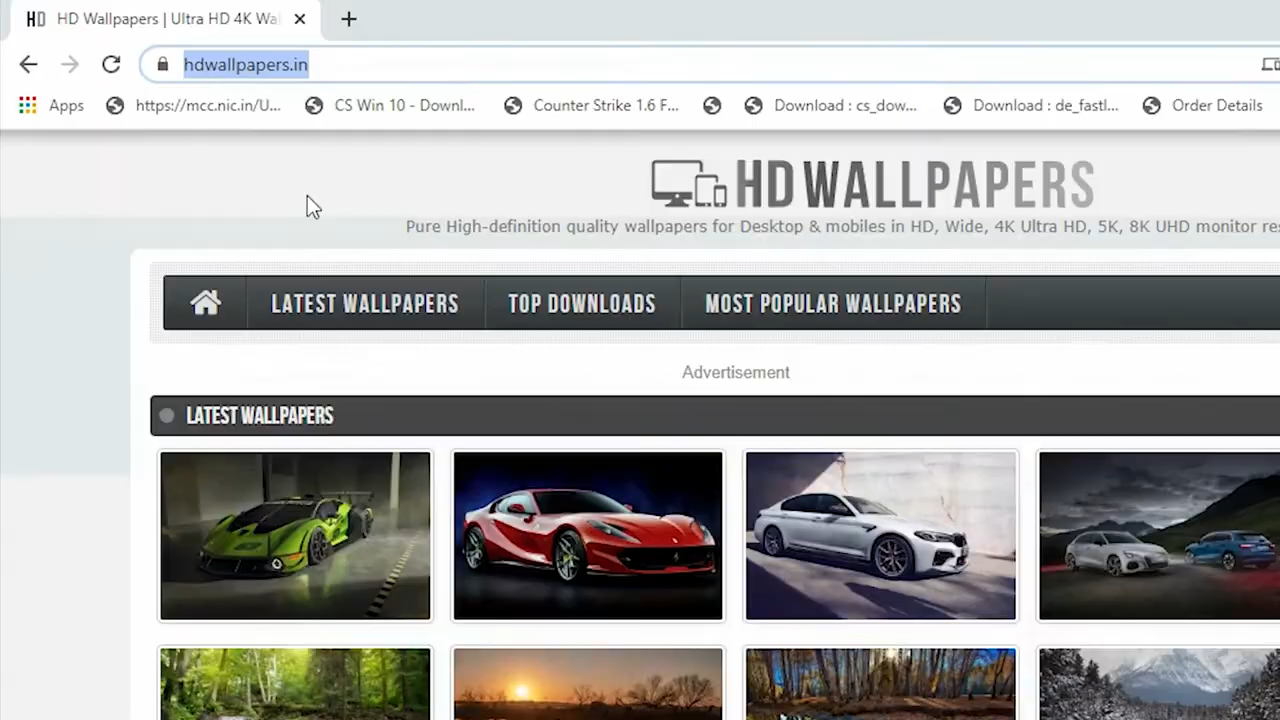 HD HD Wallpapers | Ultra HD 4K Wa
hdwallpapers.in
Apps https://mcc.nic.in/U... CS Win 10 - Downl... Counter Strike 1.6 F... Download : cs_dow... Download : de_fastl... Order Details
HD WALLPAPERS
Pure High-definition quality wallpapers for Desktop & mobiles in HD, Wide, 4K Ultra HD, 5K, 8K UHD monitor res
LATEST WALLPAPERS TOP DOWNLOADS MOST POPULAR WALLPAPERS
Advertisement
LATEST WALLPAPERS